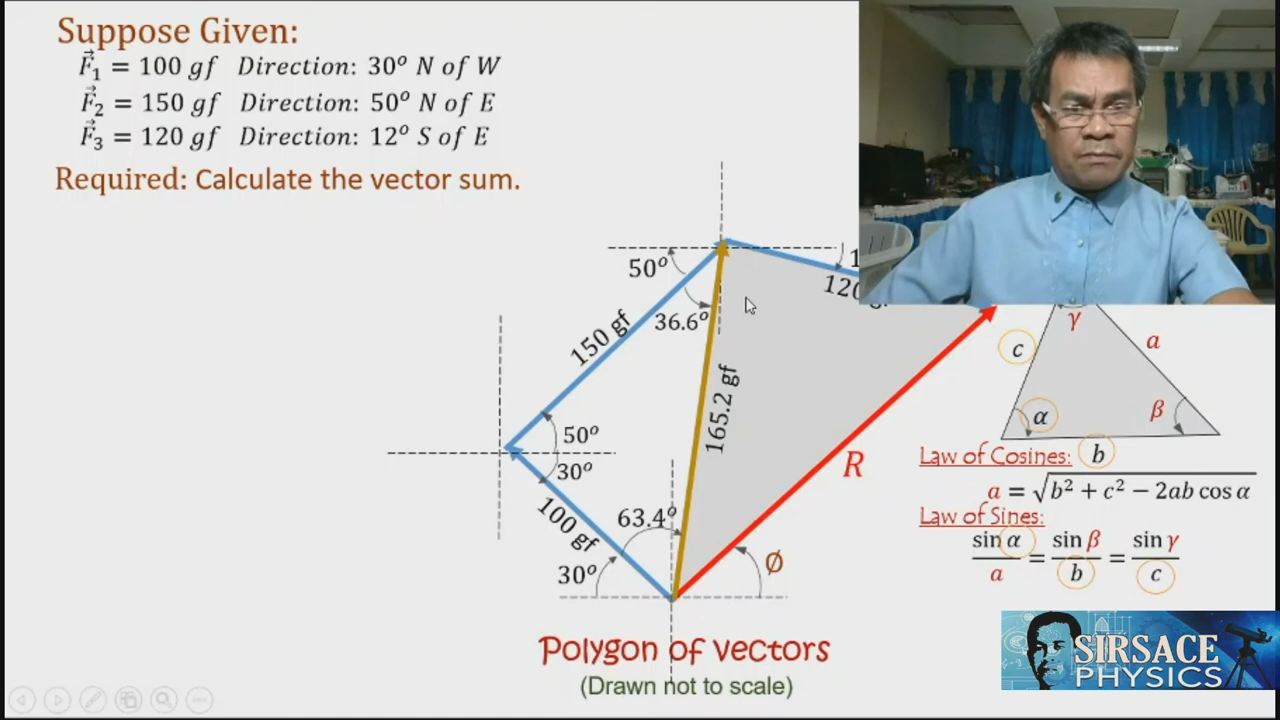 Suppose Given:
F⃗₁ = 100 gf Direction: 30° N of W
F⃗₂ = 150 gf Direction: 50° N of E
F⃗₃ = 120 gf Direction: 12° S of E
Required: Calculate the vector sum.
50°
36.6°
150 gf
165.2 gf
50°
30°
100 gf
63.4°
30°
R
Ø
γ
c
a
α
β
b
Law of Cosines:
a = √b² + c² − 2ab cos α
Law of Sines:
sin α / a = sin β / b = sin γ / c
Polygon of vectors
(Drawn not to scale)
SIRSACE
PHYSICS